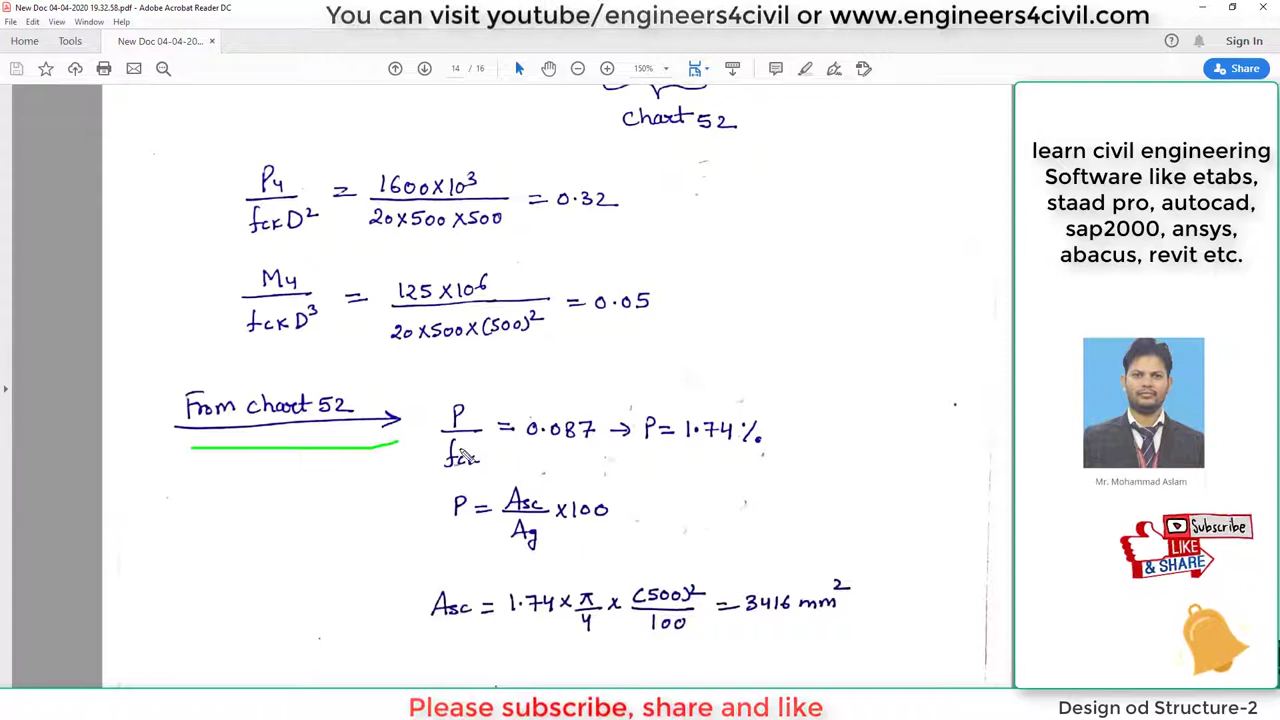 New Doc 04-04-2020 19.32.58.pdf - Adobe Acrobat Reader DC
You can visit youtube/engineers4civil or www.engineers4civil.com
File Edit View Window Help
Home Tools New Doc 04-04-20... × Sign In
14 / 16 150% Share
Chart 52
P4 / fck D² = 1600×10³ / 20×500×500 = 0.32
M4 / fck D³ = 125×10⁶ / 20×500×(500)² = 0.05
From chart 52 → P / fck = 0.087 → P = 1.74 %.
P = Asc / Ag ×100
Asc = 1.74 × π/4 × (500)² / 100 = 3416 mm²
learn civil engineering
Software like etabs,
staad pro, autocad,
sap2000, ansys,
abacus, revit etc.
Mr. Mohammad Aslam
Subscribe
LIKE
& SHARE
Please subscribe, share and like
Design od Structure-2